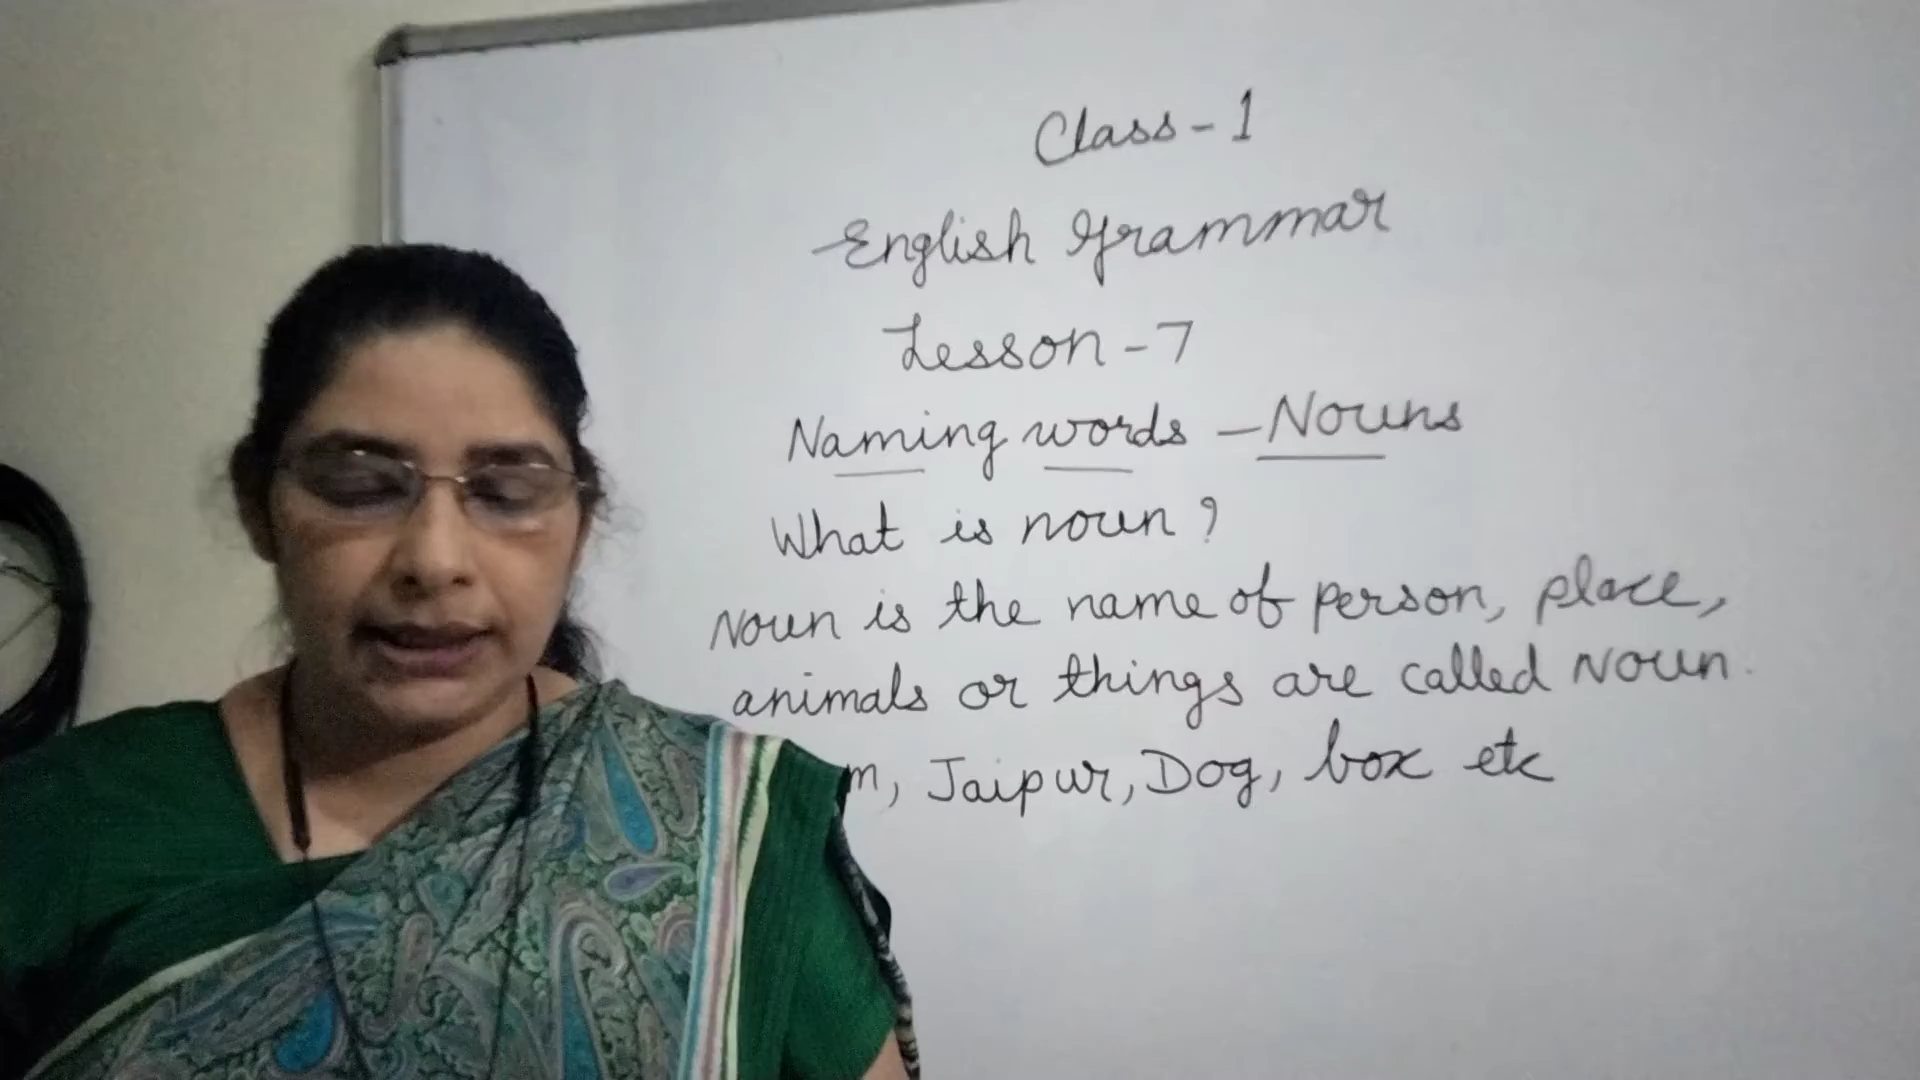 Class - 1
English Grammar
Lesson - 7
Naming words - Nouns
What is noun ?
Noun is the name of person, place,
animals or things are called Noun.
m, Jaipur, Dog, box etc